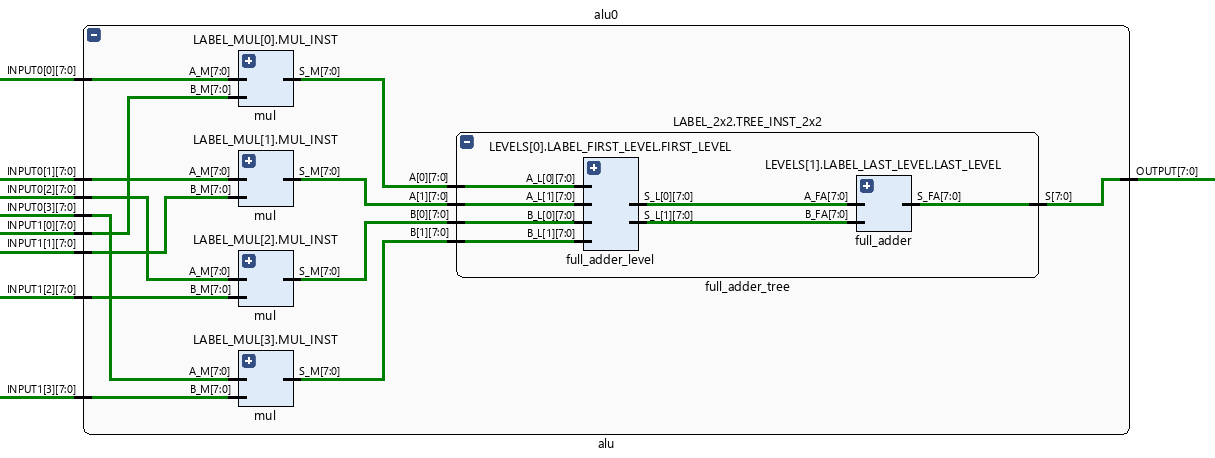 alu0
LABEL_MUL[0].MUL_INST
INPUT0[0][7:0]
A_M[7:0]
S_M[7:0]
B_M[7:0]
mul
LABEL_2x2.TREE_INST_2x2
LABEL_MUL[1].MUL_INST
LEVELS[0].LABEL_FIRST_LEVEL.FIRST_LEVEL
LEVELS[1].LABEL_LAST_LEVEL.LAST_LEVEL
INPUT0[1][7:0]
A_M[7:0]
S_M[7:0]
A[0][7:0]
A_L[0][7:0]
OUTPUT[7:0]
INPUT0[2][7:0]
B_M[7:0]
A[1][7:0]
A_L[1][7:0]
S_L[0][7:0]
A_FA[7:0]
S_FA[7:0]
S[7:0]
INPUT0[3][7:0]
mul
B[0][7:0]
B_L[0][7:0]
S_L[1][7:0]
B_FA[7:0]
INPUT1[0][7:0]
B[1][7:0]
B_L[1][7:0]
full_adder
INPUT1[1][7:0]
LABEL_MUL[2].MUL_INST
full_adder_level
A_M[7:0]
S_M[7:0]
INPUT1[2][7:0]
B_M[7:0]
full_adder_tree
mul
LABEL_MUL[3].MUL_INST
A_M[7:0]
S_M[7:0]
INPUT1[3][7:0]
B_M[7:0]
mul
alu